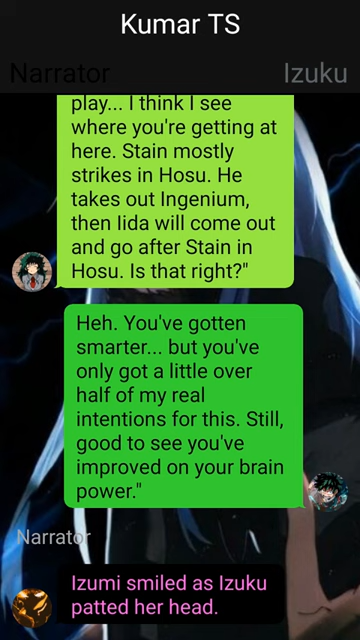 Kumar TS
Narrator
Izuku
play... I think I see
where you're getting at
here. Stain mostly
strikes in Hosu. He
takes out Ingenium,
then Iida will come out
and go after Stain in
Hosu. Is that right?"
Heh. You've gotten
smarter... but you've
only got a little over
half of my real
intentions for this. Still,
good to see you've
improved on your brain
power."
Narrator
Izumi smiled as Izuku
patted her head.